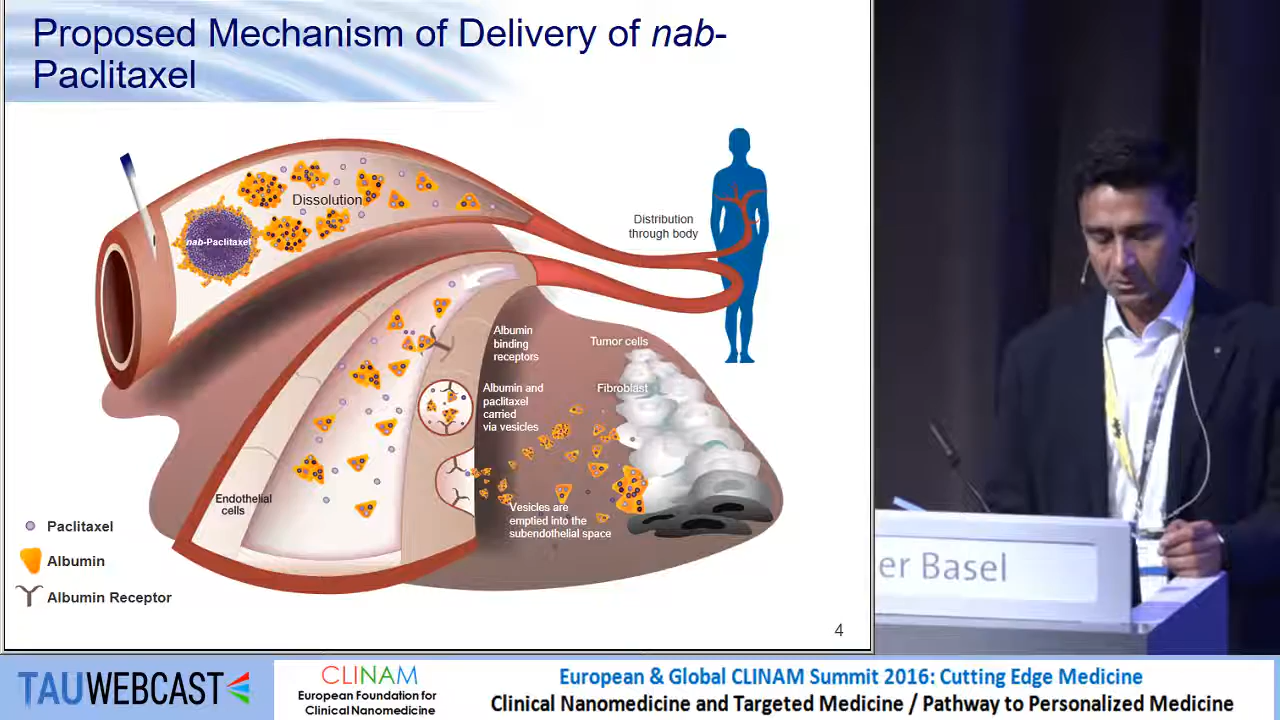 Proposed Mechanism of Delivery of nab-
Paclitaxel
Dissolution
nab-Paclitaxel
Distribution
through body
Albumin
binding
receptors
Tumor cells
Albumin and
paclitaxel
carried
via vesicles
Fibroblast
Endothelial
cells
Vesicles are
emptied into the
subendothelial space
Paclitaxel
Albumin
Albumin Receptor
4
er Basel
TAUWEBCAST
CLINAM
European Foundation for
Clinical Nanomedicine
European & Global CLINAM Summit 2016: Cutting Edge Medicine
Clinical Nanomedicine and Targeted Medicine / Pathway to Personalized Medicine